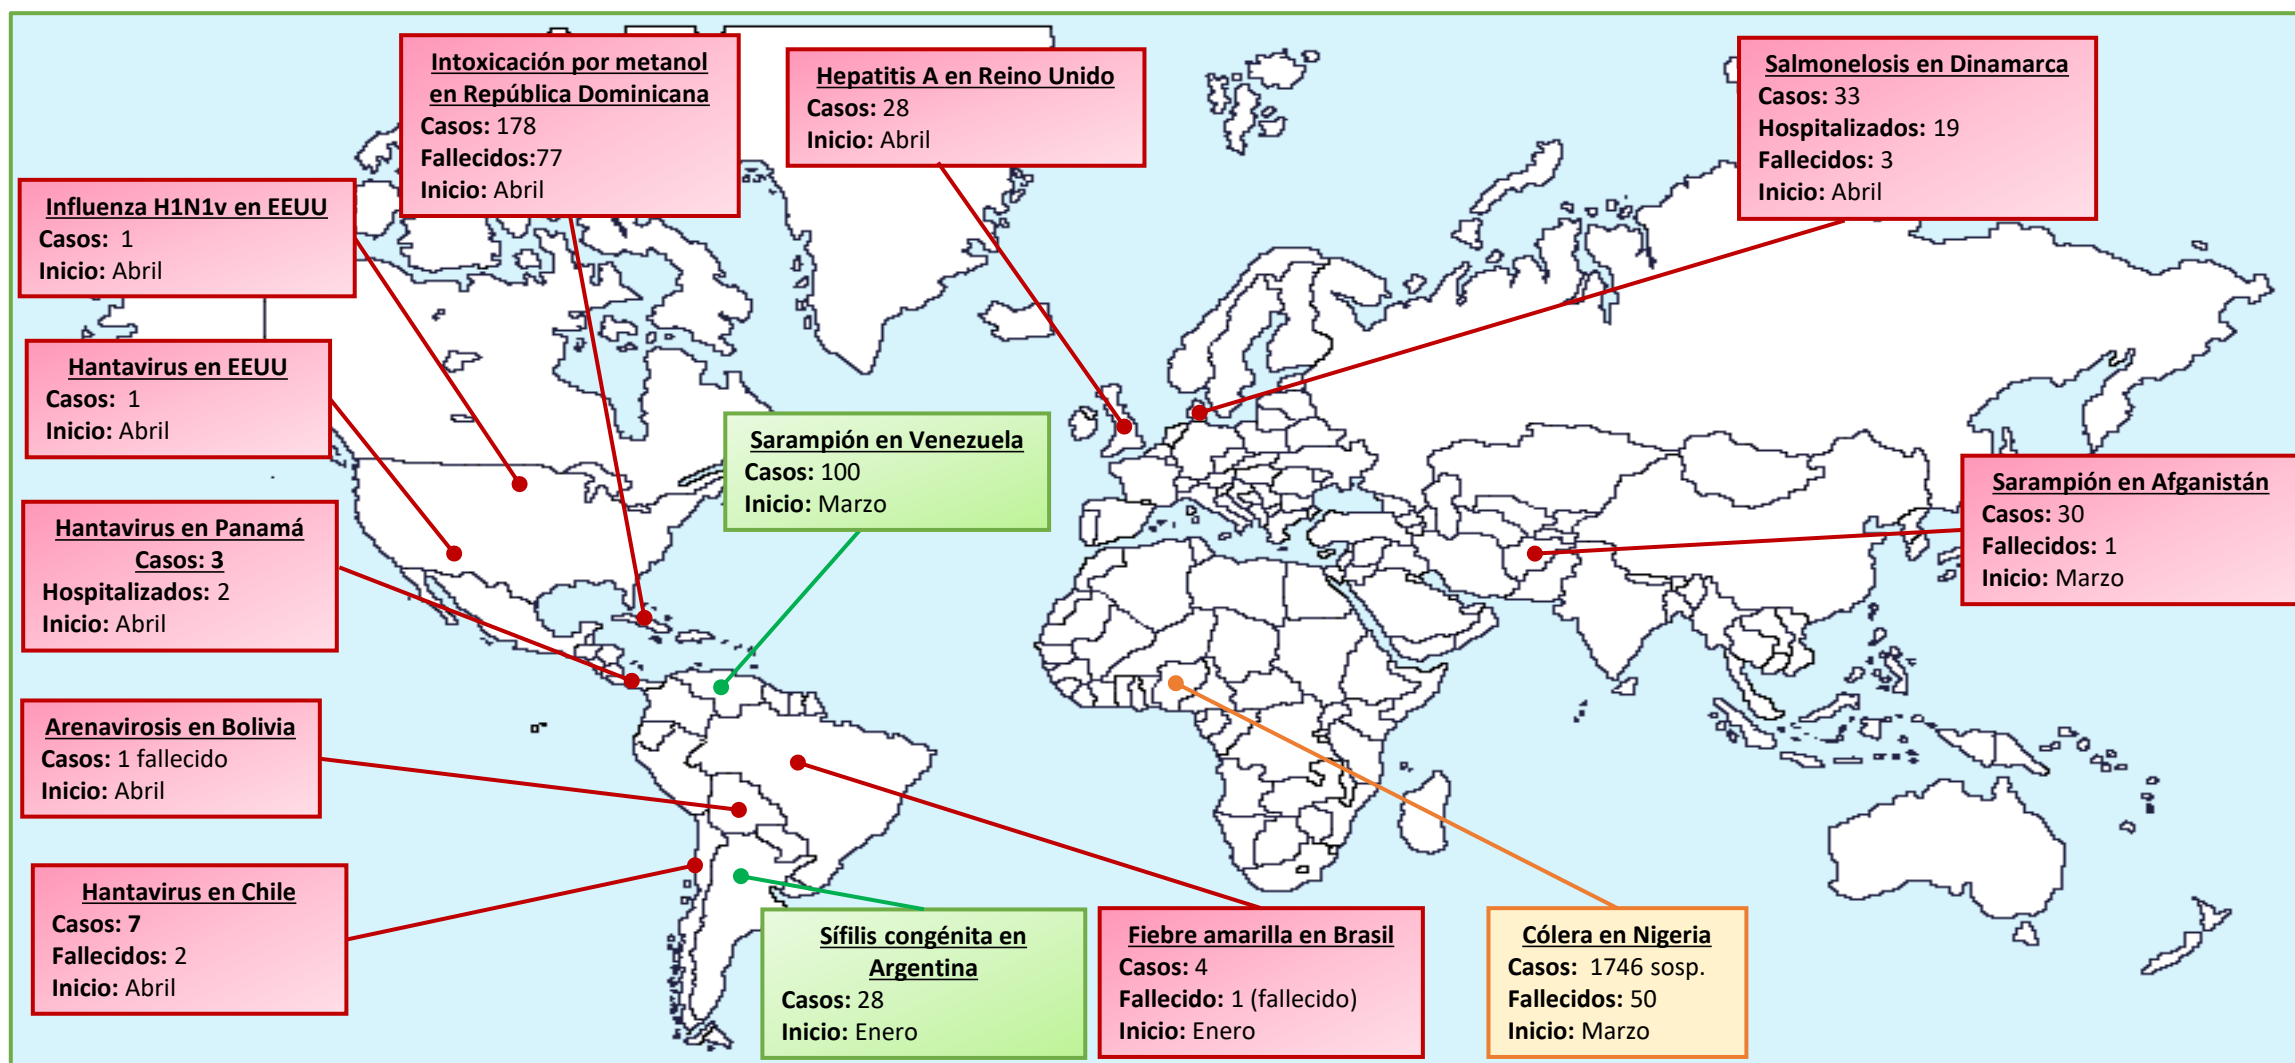 Intoxicación por metanol
en República Dominicana
Casos: 178
Fallecidos:77
Inicio: Abril
Hepatitis A en Reino Unido
Casos: 28
Inicio: Abril
Salmonelosis en Dinamarca
Casos: 33
Hospitalizados: 19
Fallecidos: 3
Inicio: Abril
Influenza H1N1v en EEUU
Casos: 1
Inicio: Abril
Hantavirus en EEUU
Casos: 1
Inicio: Abril
Sarampión en Venezuela
Casos: 100
Inicio: Marzo
Sarampión en Afganistán
Casos: 30
Fallecidos: 1
Inicio: Marzo
Hantavirus en Panamá
Casos: 3
Hospitalizados: 2
Inicio: Abril
Arenavirosis en Bolivia
Casos: 1 fallecido
Inicio: Abril
Hantavirus en Chile
Casos: 7
Fallecidos: 2
Inicio: Abril
Sífilis congénita en
Argentina
Casos: 28
Inicio: Enero
Fiebre amarilla en Brasil
Casos: 4
Fallecido: 1 (fallecido)
Inicio: Enero
Cólera en Nigeria
Casos: 1746 sosp.
Fallecidos: 50
Inicio: Marzo